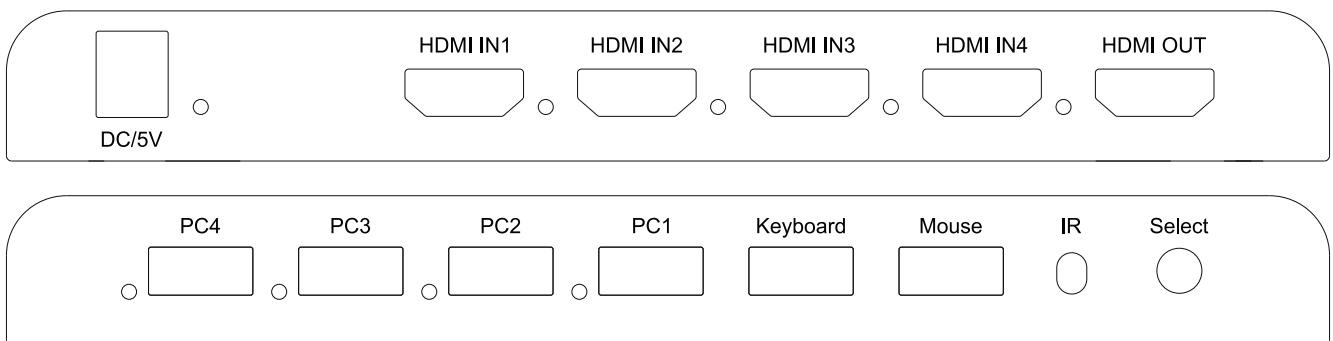 HDMI IN1 HDMI IN2 HDMI IN3 HDMI IN4 HDMI OUT
DC/5V
PC4 PC3 PC2 PC1 Keyboard Mouse IR Select